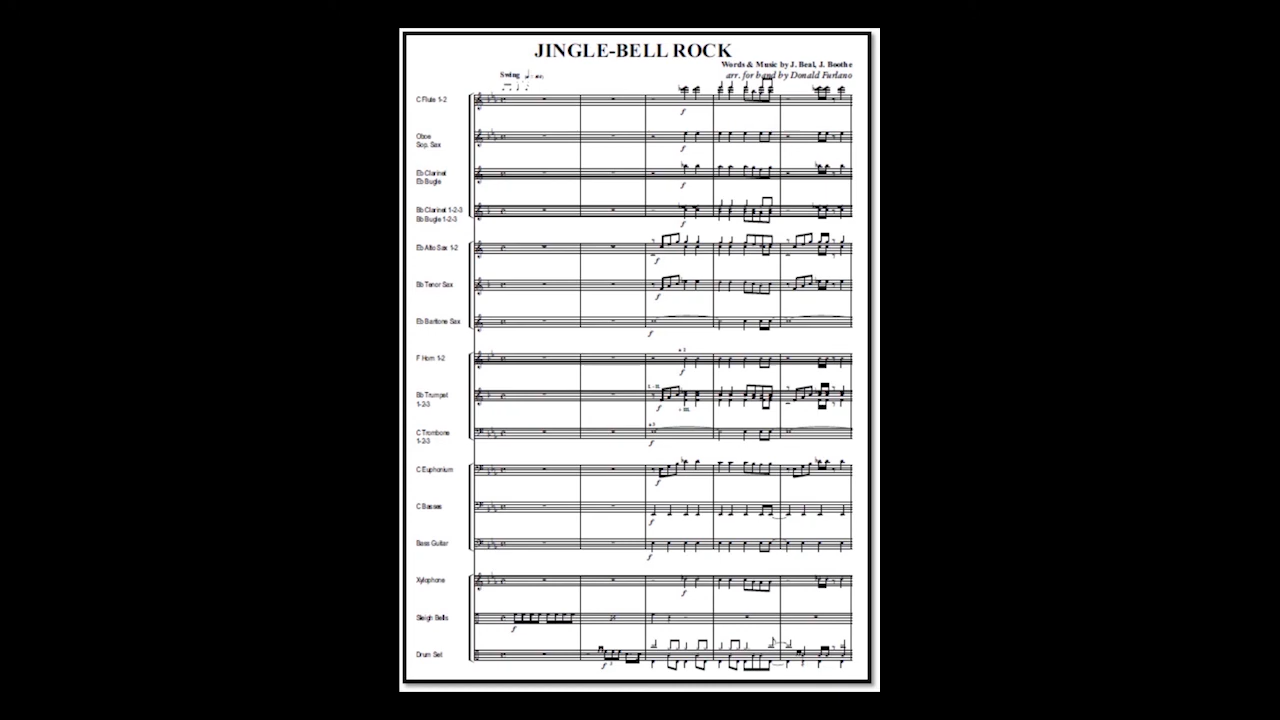 JINGLE-BELL ROCK
Words & Music by J. Beal, J. Boothe
Swing
arr. for band by Donald Furlano
C Flute 1-2
f
Oboe
Sop. Sax
f
Eb Clarinet
Eb Bugle
f
Bb Clarinet 1-2-3
Bb Bugle 1-2-3
f
Eb Alto Sax 1-2
f
Bb Tenor Sax
f
Eb Baritone Sax
f
F Horn 1-2
a 2
f
Bb Trumpet
1-2-3
f
C Trombone
1-2-3
a 3
f
C Euphonium
f
C Basses
f
Bass Guitar
f
Xylophone
f
Sleigh Bells
f
Drum Set
f